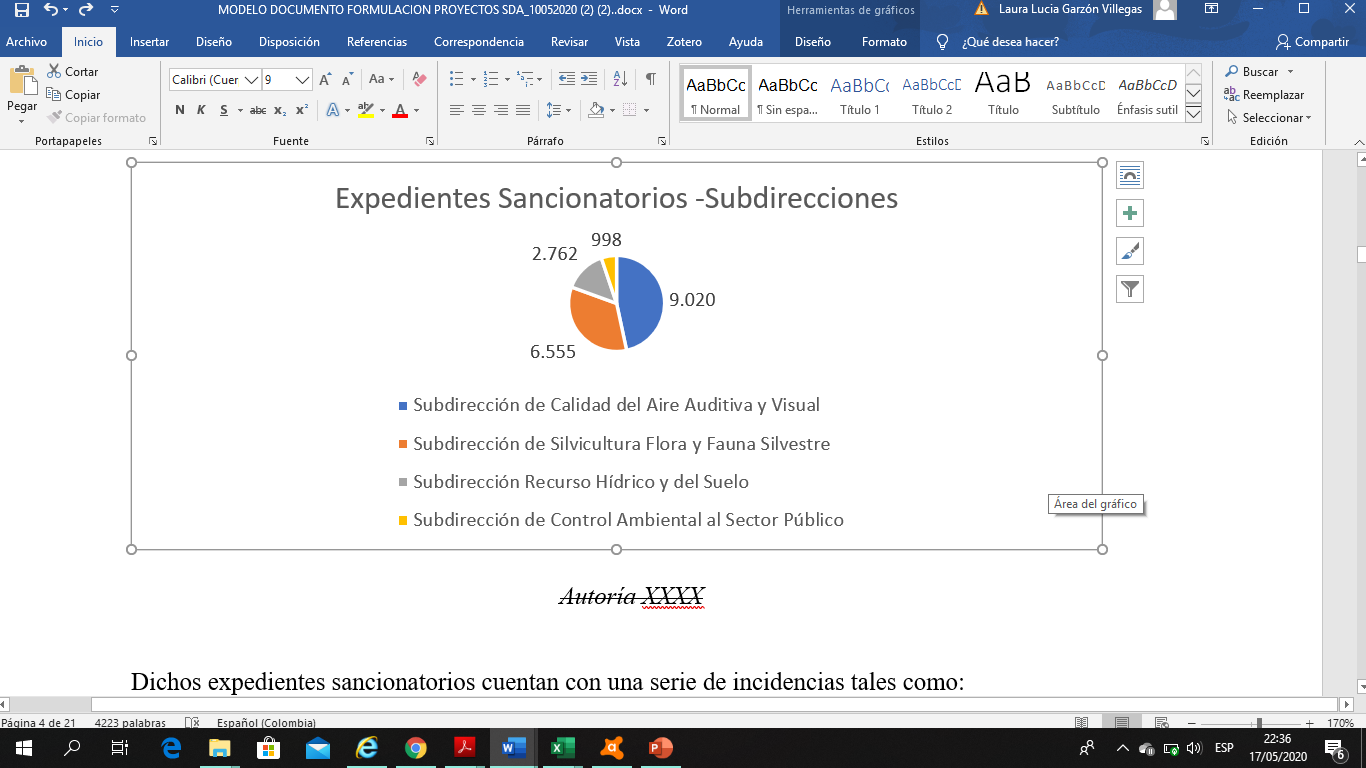 MODELO DOCUMENTO FORMULACION PROYECTOS SDA_10052020 (2) (2)..docx - Word
Herramientas de gráficos
Laura Lucia Garzón Villegas
Archivo Inicio Insertar Diseño Disposición Referencias Correspondencia Revisar Vista Zotero Ayuda Diseño Formato ¿Qué desea hacer? Compartir
Pegar
Cortar
Copiar
Copiar formato
Portapapeles
Calibri (Cuer 9
N K S abc x₂ x²
Aa
Fuente
Párrafo
AaBbCc AaBbCc AaBbCc AaBbCc AaB AaBbCcD AaBbCcD
¶ Normal ¶ Sin espa... Título 1 Título 2 Título Subtítulo Énfasis sutil
Estilos
Buscar
Reemplazar
Seleccionar
Edición
Expedientes Sancionatorios -Subdirecciones
998
2.762
9.020
6.555
Subdirección de Calidad del Aire Auditiva y Visual
Subdirección de Silvicultura Flora y Fauna Silvestre
Subdirección Recurso Hídrico y del Suelo
Subdirección de Control Ambiental al Sector Público
Área del gráfico
Autoría XXXX
Dichos expedientes sancionatorios cuentan con una serie de incidencias tales como:
Página 4 de 21 4223 palabras Español (Colombia) 170%
ESP
22:36
17/05/2020
6